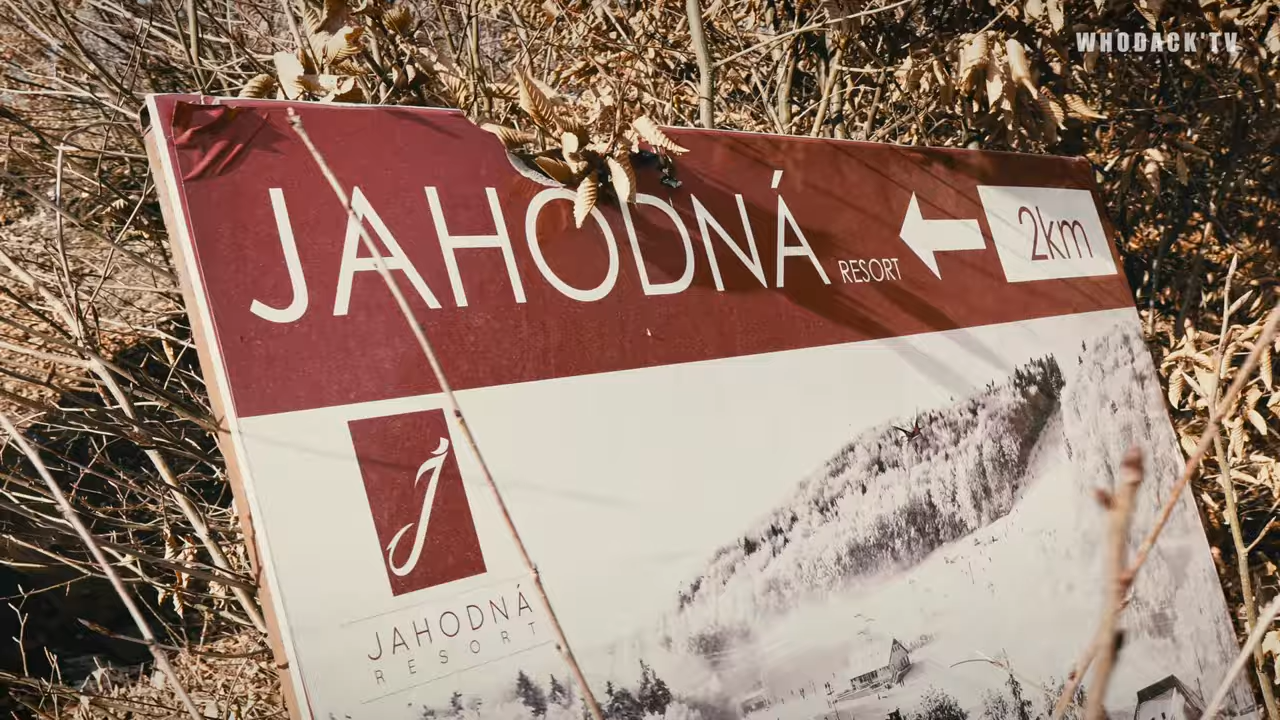 WHODACK'TV
JAHODNÁ RESORT 2km
J
JAHODNÁ
RESORT